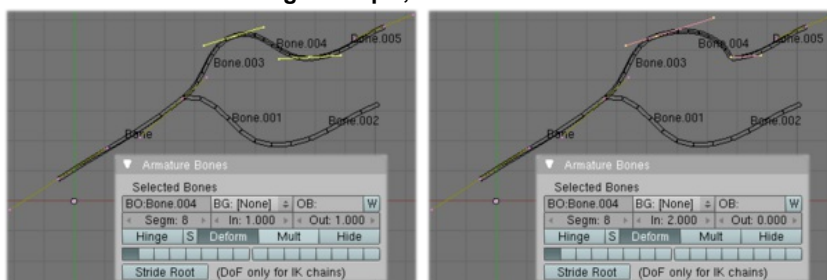 Bone.004
Bone.005
Bone.003
Bone.001
Bone.002
Bone
Armature Bones
Selected Bones
BO:Bone.004 BG: [None] OB: W
Segm: 8 In: 1.000 Out: 1.000
Hinge S Deform Mult Hide
Stride Root (DoF only for IK chains)
Bone.004
Bone.005
Bone.003
Bone.001
Bone.002
Bone
Armature Bones
Selected Bones
BO:Bone.004 BG: [None] OB: W
Segm: 8 In: 2.000 Out: 0.000
Hinge S Deform Mult Hide
Stride Root (DoF only for IK chains)